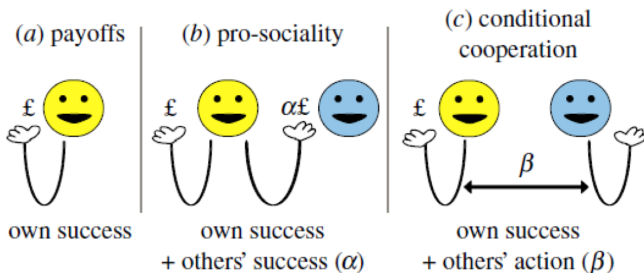 (a) payoffs
£
own success
(b) pro-sociality
£
α£
own success
+ others' success (α)
(c) conditional
cooperation
£
β
own success
+ others' action (β)